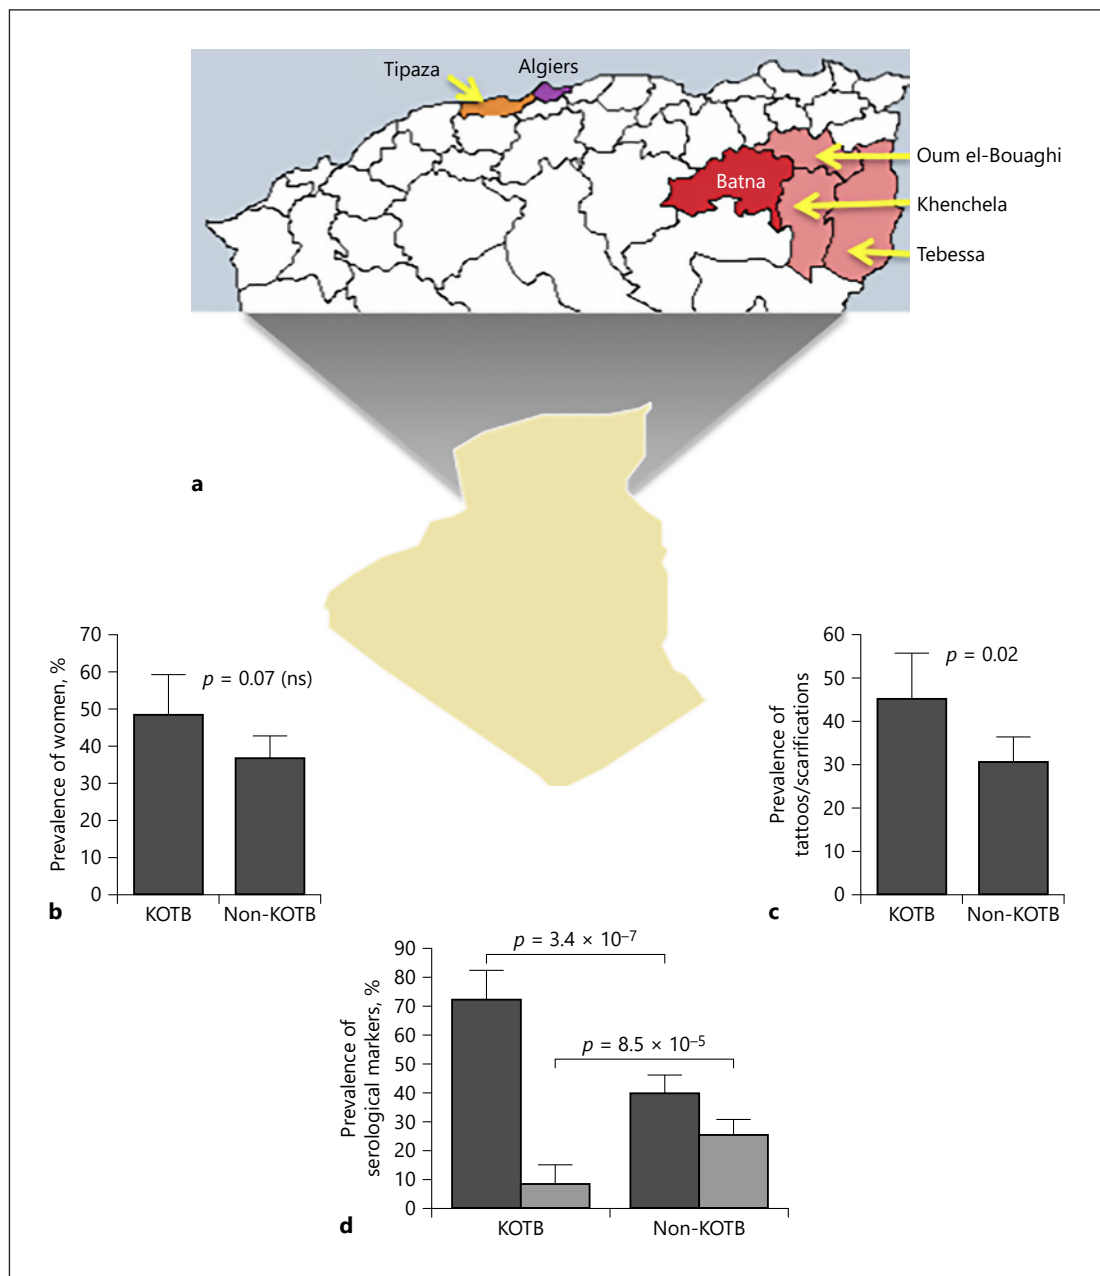 Tipaza
Algiers
Oum el-Bouaghi
Batna
Khenchela
Tebessa
a
70
60
50
40
30
20
10
0
Prevalence of women, %
p = 0.07 (ns)
KOTB
Non-KOTB
b
60
50
40
30
20
10
0
Prevalence of
tattoos/scarifications
p = 0.02
KOTB
Non-KOTB
c
90
80
70
60
50
40
30
20
10
0
Prevalence of
serological markers, %
p = 3.4 × 10⁻⁷
p = 8.5 × 10⁻⁵
KOTB
Non-KOTB
d